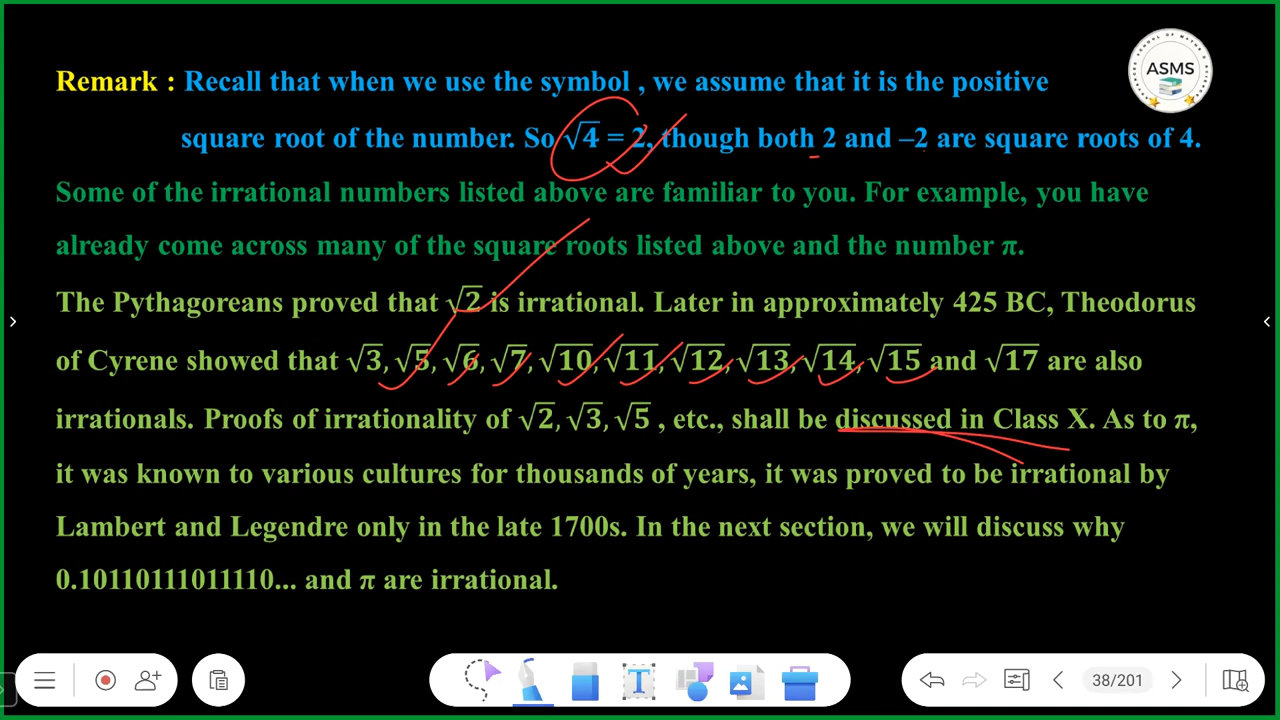 Remark : Recall that when we use the symbol , we assume that it is the positive
square root of the number. So √4 = 2, though both 2 and –2 are square roots of 4.
Some of the irrational numbers listed above are familiar to you. For example, you have
already come across many of the square roots listed above and the number π.
The Pythagoreans proved that √2 is irrational. Later in approximately 425 BC, Theodorus
of Cyrene showed that √3, √5, √6, √7, √10, √11, √12, √13, √14, √15 and √17 are also
irrationals. Proofs of irrationality of √2, √3, √5 , etc., shall be discussed in Class X. As to π,
it was known to various cultures for thousands of years, it was proved to be irrational by
Lambert and Legendre only in the late 1700s. In the next section, we will discuss why
0.10110111011110... and π are irrational.
ASMS
38/201